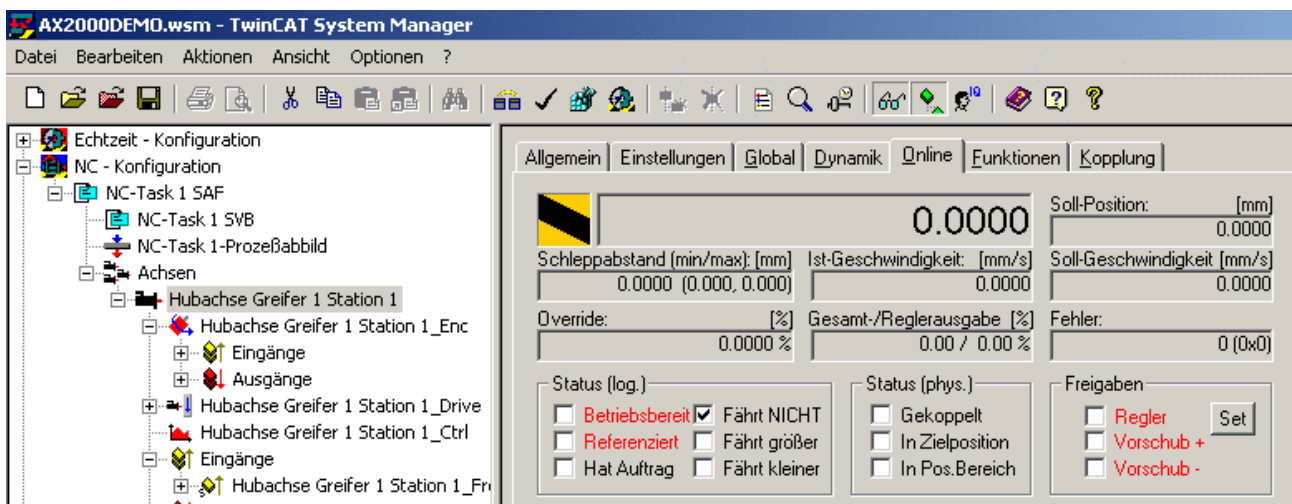 AX2000DEMO.wsm - TwinCAT System Manager
Datei Bearbeiten Aktionen Ansicht Optionen ?
Echtzeit - Konfiguration
NC - Konfiguration
NC-Task 1 SAF
NC-Task 1 SVB
NC-Task 1-Prozeßabbild
Achsen
Hubachse Greifer 1 Station 1
Hubachse Greifer 1 Station 1_Enc
Eingänge
Ausgänge
Hubachse Greifer 1 Station 1_Drive
Hubachse Greifer 1 Station 1_Ctrl
Eingänge
Hubachse Greifer 1 Station 1_Fr
Allgemein Einstellungen Global Dynamik Online Funktionen Kopplung
0.0000
Soll-Position: [mm]
0.0000
Schleppabstand (min/max): [mm] Ist-Geschwindigkeit: [mm/s] Soll-Geschwindigkeit [mm/s]
0.0000 (0.000, 0.000) 0.0000 0.0000
Override: [%] Gesamt-/Reglerausgabe [%] Fehler:
0.0000 % 0.00 / 0.00 % 0 (0x0)
Status (log.) Status (phys.) Freigaben
Betriebsbereit Fährt NICHT Gekoppelt Regler Set
Referenziert Fährt größer In Zielposition Vorschub +
Hat Auftrag Fährt kleiner In Pos.Bereich Vorschub -